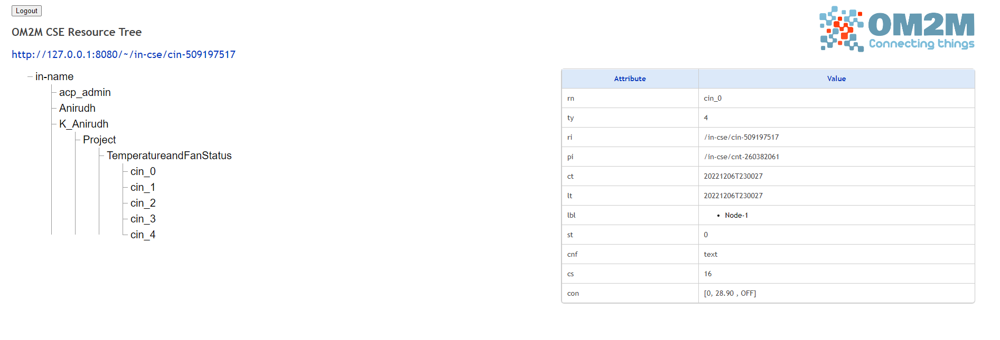 Logout
OM2M
Connecting things
OM2M CSE Resource Tree
http://127.0.0.1:8080/~/in-cse/cin-509197517
in-name
acp_admin
Anirudh
K_Anirudh
Project
TemperatureandFanStatus
cin_0
cin_1
cin_2
cin_3
cin_4
Attribute Value
rn cin_0
ty 4
ri /in-cse/cin-509197517
pi /in-cse/cnt-260382061
ct 20221206T230027
lt 20221206T230027
lbl • Node-1
st 0
cnf text
cs 16
con [0, 28.90 , OFF]